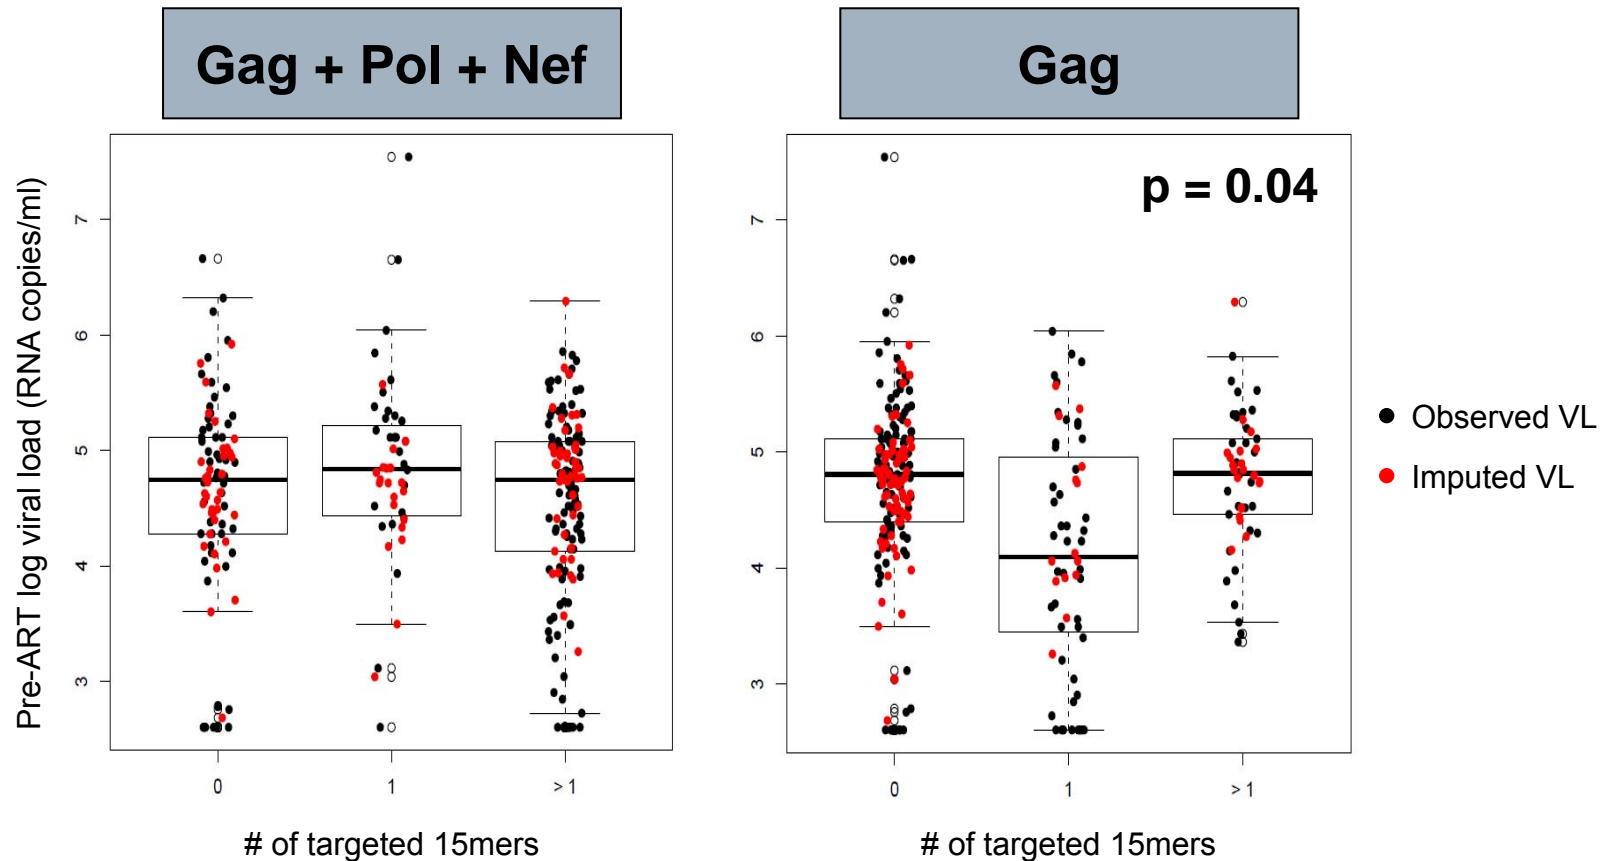 Gag + Pol + Nef
Gag
Pre-ART log viral load (RNA copies/ml)
7
6
5
4
3
0
1
> 1
# of targeted 15mers
p = 0.04
7
6
5
4
3
0
1
> 1
# of targeted 15mers
Observed VL
Imputed VL